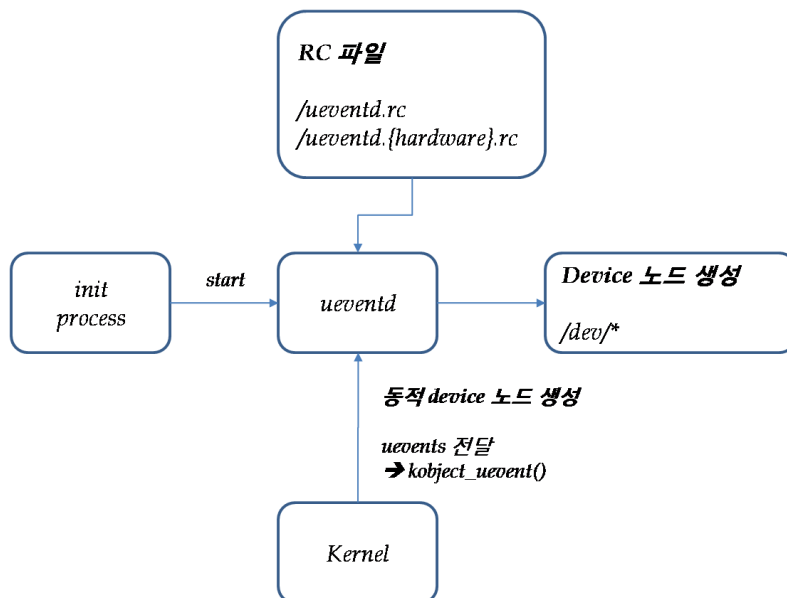 RC 파일
/ueventd.rc
/ueventd.{hardware}.rc
init
process
start
ueventd
Device 노드 생성
/dev/*
동적 device 노드 생성
uevents 전달
➔ kobject_uevent()
Kernel